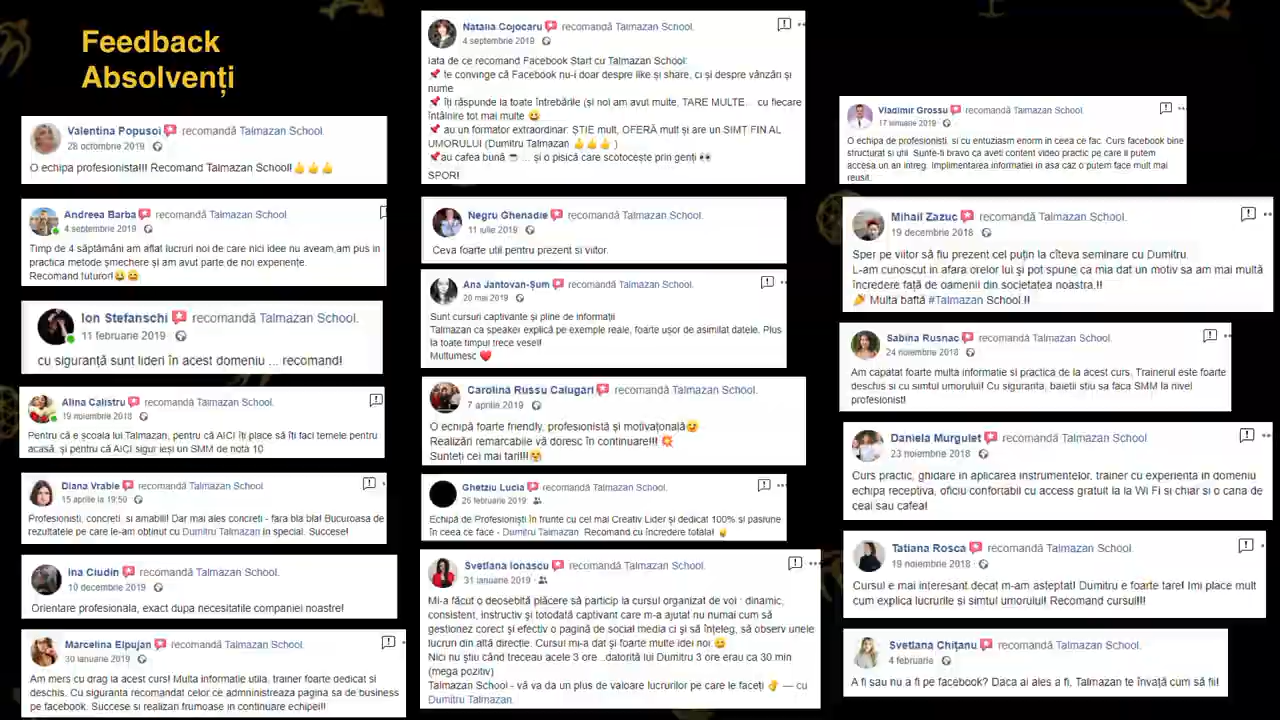 Feedback
Absolvenți
Valentina Popusoi recomandă Talmazan School.
28 octombrie 2019
O echipa profesionista!!! Recomand Talmazan School!👍👍👍
Andreea Barba recomandă Talmazan School.
4 septembrie 2019
Timp de 4 săptămâni am aflat lucruri noi de care nici idee nu aveam,am pus in
practica metode smechere și am avut parte de noi experiențe.
Recomand tuturor!😃😄
Ion Stefanschi recomandă Talmazan School.
11 februarie 2019
cu siguranță sunt lideri în acest domeniu ... recomand!
Alina Calistru recomandă Talmazan School.
19 noiembrie 2018
Pentru că e școala lui Talmazan, pentru că AICI îți place să îți faci temele pentru
acasă, și pentru că AICI sigur ieși un SMM de nota 10
Diana Vrabie recomandă Talmazan School.
15 aprilie la 19:50
Profesionisti, concreti, si amabili! Dar mai ales concreti - fara bla bla! Bucuroasa de
rezultatele pe care le-am obtinut cu Dumitru Talmazan in special. Succese!
Ina Ciudin recomandă Talmazan School.
10 decembrie 2019
Orientare profesionala, exact dupa necesitatile companiei noastre!
Marcelina Elpujan recomandă Talmazan School.
30 ianuarie 2019
Am mers cu drag la acest curs! Multa informatie utila, trainer foarte dedicat si
deschis. Cu siguranta recomandat celor ce admninistreaza pagina sa de business
pe facebook. Succese si realizari frumoase in continuare echipei!!
Natalia Cojocaru recomandă Talmazan School.
4 septembrie 2019
Iata de ce recomand Facebook Start cu Talmazan School:
📌 te convinge că Facebook nu-i doar despre like și share, ci și despre vânzări și
nume
📌 îți răspunde la toate întrebările (și noi am avut multe, TARE MULTE... cu fiecare
întâlnire tot mai multe 😀
📌 au un formator extraordinar: ȘTIE mult, OFERĂ mult și are un SIMȚ FIN AL
UMORULUI (Dumitru Talmazan 👍👍👍)
📌au cafea bună ☕ ... și o pisică care scotocește prin genți 👀
SPOR!
Negru Ghenadie recomandă Talmazan School.
11 iulie 2019
Ceva foarte util pentru prezent si viitor.
Ana Jantovan-Șum recomandă Talmazan School.
20 mai 2019
Sunt cursuri captivante și pline de informații
Talmazan ca speaker explică pe exemple reale, foarte ușor de asimilat datele. Plus
la toate timpul trece vesel!
Multumesc ❤️
Carolina Russu Calugari recomandă Talmazan School.
7 aprilie 2019
O echipă foarte friendly, profesionistă și motivațională😉
Realizări remarcabile vă doresc în continuare!!! 💥
Sunteți cei mai tari!!!😭
Ghetziu Lucia recomandă Talmazan School.
26 februarie 2019
Echipă de Profesioniști în frunte cu cel mai Creativ Lider și dedicat 100% si pasiune
în ceea ce face - Dumitru Talmazan. Recomand cu încredere totală! ✌
Svetlana Ionascu recomandă Talmazan School.
31 ianuarie 2019
Mi-a făcut o deosebită plăcere să particip la cursul organizat de voi : dinamic,
consistent, instructiv și totodată captivant care m-a ajutat nu numai cum să
gestionez corect și efectiv o pagină de social media ci și să înțeleg, să observ unele
lucruri din altă direcție. Cursul mi-a dat și foarte multe idei noi.😊
Nici nu știu când treceau acele 3 ore ..datorită lui Dumitru 3 ore erau ca 30 min
(mega pozitiv)
Talmazan School - vă va da un plus de valoare lucrurilor pe care le faceți 👌 — cu
Dumitru Talmazan.
Vladimir Grossu recomandă Talmazan School.
17 ianuarie 2019
O echipa de profesionisti, si cu entuziasm enorm in ceea ce fac. Curs facebook bine
structurat si util. Sunte-ti bravo ca aveti content video practic pe care il putem
accesa on an intreg. Implimentarea informatiei in asa caz o putem face mult mai
reusit.
Mihail Zazuc recomandă Talmazan School.
19 decembrie 2018
Sper pe viitor să fiu prezent cel puțin la cîteva seminare cu Dumitru.
L-am cunoscut in afara orelor lui și pot spune ca mia dat un motiv sa am mai multă
încredere față de oamenii din societatea noastra.!!
🎉 Multa baftă #Talmazan School.!!
Sabina Rusnac recomandă Talmazan School.
24 noiembrie 2018
Am capatat foarte multa informatie si practica de la acest curs. Trainerul este foarte
deschis si cu simtul umorului! Cu siguranta, baietii stiu sa faca SMM la nivel
profesionist!
Daniela Murgulet recomandă Talmazan School.
23 noiembrie 2018
Curs practic, ghidare in aplicarea instrumentelor, trainer cu experienta in domeniu
echipa receptiva, oficiu confortabil cu access gratuit la la Wi Fi si chiar si o cana de
ceai sau cafea!
Tatiana Rosca recomandă Talmazan School.
19 noiembrie 2018
Cursul e mai interesant decat m-am asteptat! Dumitru e foarte tare! Imi place mult
cum explica lucrurile si simtul umorului! Recomand cursul!!!!
Svetlana Chițanu recomandă Talmazan School.
4 februarie
A fi sau nu a fi pe facebook? Daca ai ales a fi, Talmazan te învață cum să fii!